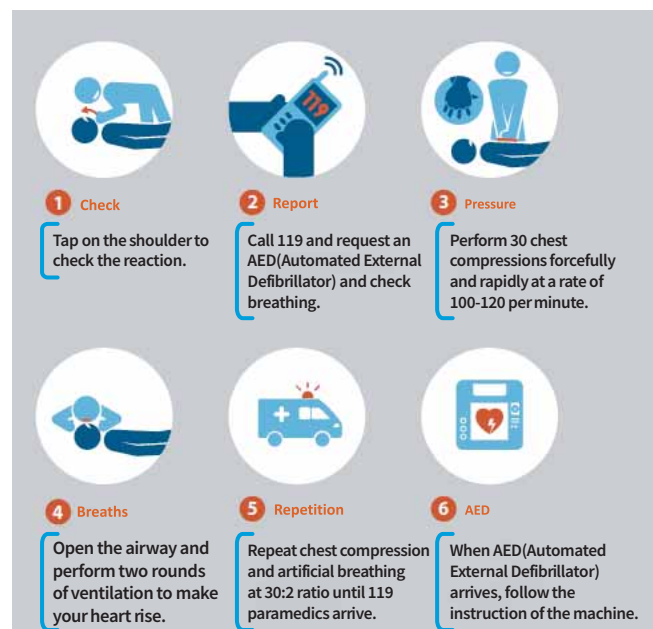 119
1 Check
Tap on the shoulder to
check the reaction.
2 Report
Call 119 and request an
AED(Automated External
Defibrillator) and check
breathing.
3 Pressure
Perform 30 chest
compressions forcefully
and rapidly at a rate of
100-120 per minute.
4 Breaths
Open the airway and
perform two rounds
of ventilation to make
your heart rise.
5 Repetition
Repeat chest compression
and artificial breathing
at 30:2 ratio until 119
paramedics arrive.
6 AED
When AED(Automated
External Defibrillator)
arrives, follow the
instruction of the machine.